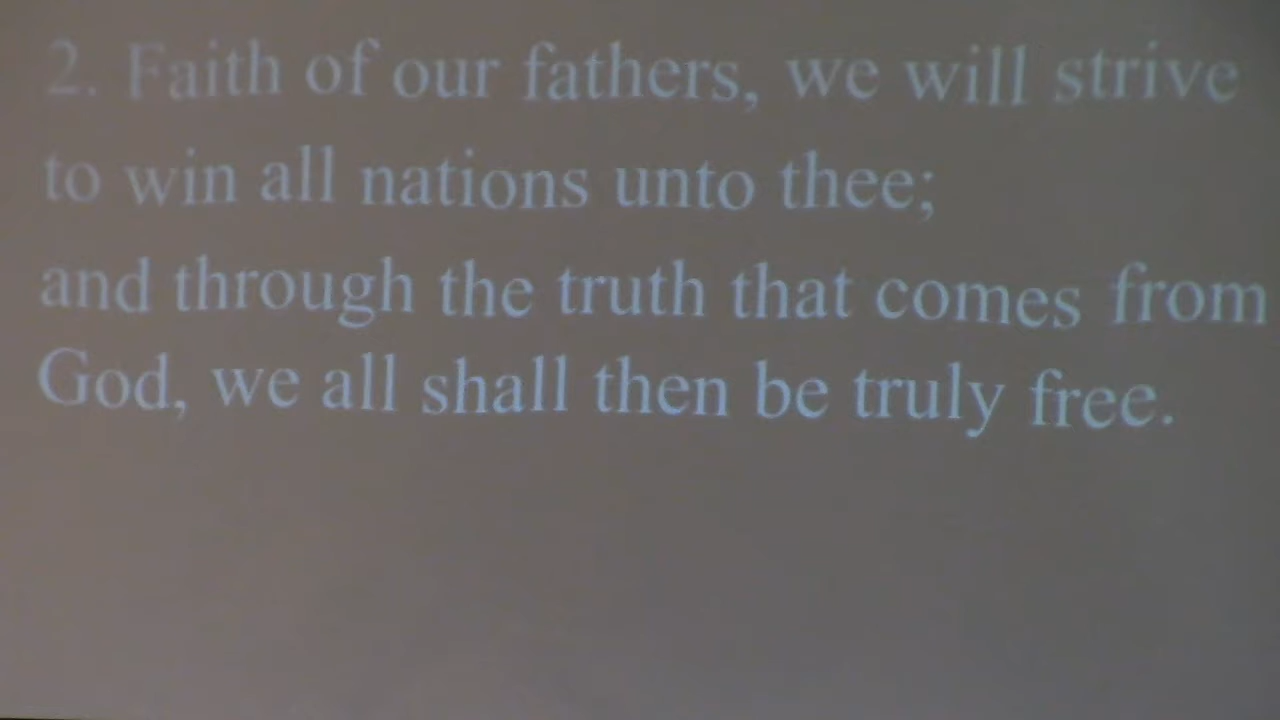 2. Faith of our fathers, we will strive
to win all nations unto thee;
and through the truth that comes from
God, we all shall then be truly free.